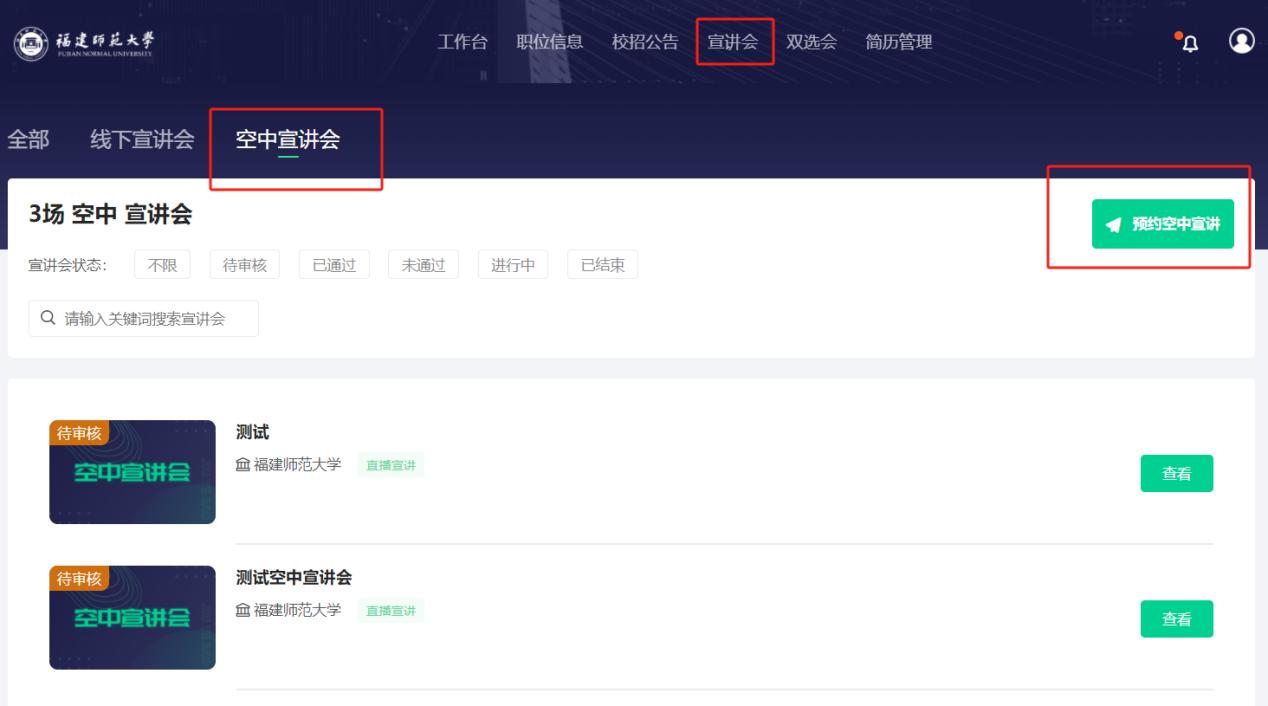 福建师范大学
FUJIAN NORMAL UNIVERSITY
工作台 职位信息 校招公告 宣讲会 双选会 简历管理
全部 线下宣讲会 空中宣讲会
3场 空中 宣讲会
预约空中宣讲
宣讲会状态: 不限 待审核 已通过 未通过 进行中 已结束
请输入关键词搜索宣讲会
待审核
空中宣讲会
测试
福建师范大学 直播宣讲
查看
待审核
空中宣讲会
测试空中宣讲会
福建师范大学 直播宣讲
查看